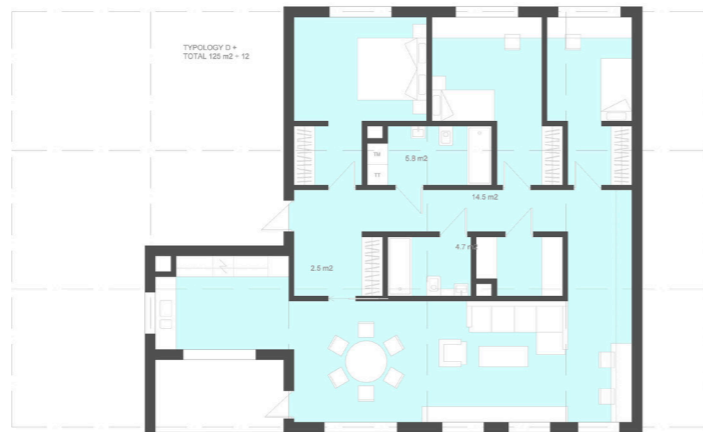 TYPOLOGY D +
TOTAL 125 m2 - 12
5.8 m2
14.5 m2
4.7 m2
2.5 m2